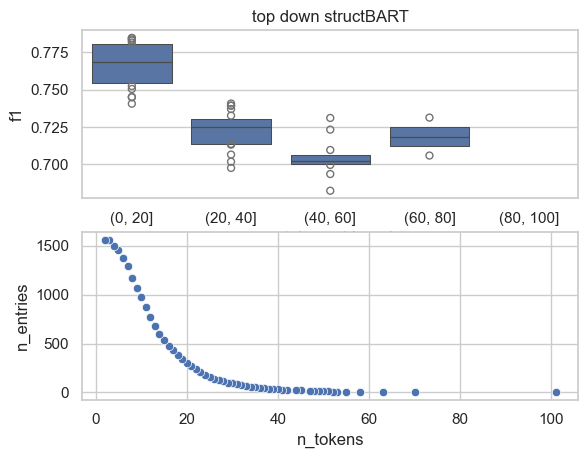 top down structBART
0.775
0.750
0.725
0.700
f1
(0, 20] (20, 40] (40, 60] (60, 80] (80, 100]
1500
1000
500
0
n_entries
0 20 40 60 80 100
n_tokens